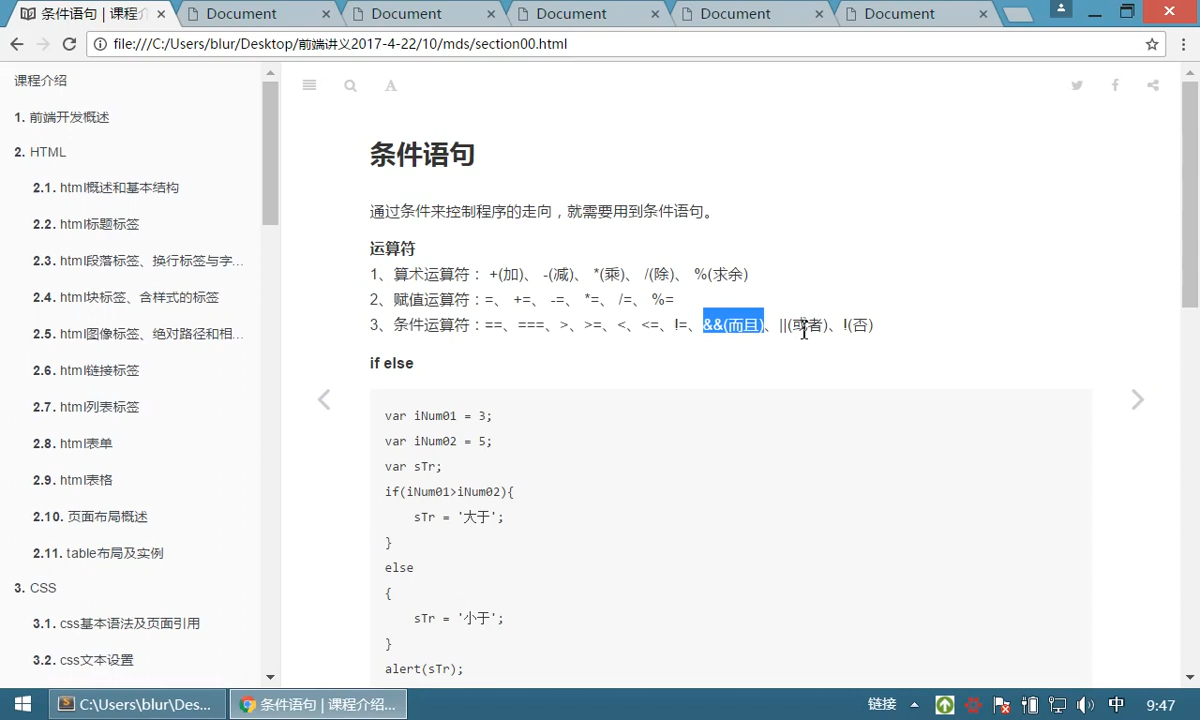 条件语句 | 课程介
Document
Document
Document
Document
Document
file:///C:/Users/blur/Desktop/前端讲义2017-4-22/10/mds/section00.html
课程介绍
1. 前端开发概述
2. HTML
2.1. html概述和基本结构
2.2. html标题标签
2.3. html段落标签、换行标签与字...
2.4. html块标签、含样式的标签
2.5. html图像标签、绝对路径和相...
2.6. html链接标签
2.7. html列表标签
2.8. html表单
2.9. html表格
2.10. 页面布局概述
2.11. table布局及实例
3. CSS
3.1. css基本语法及页面引用
3.2. css文本设置
A
条件语句
通过条件来控制程序的走向，就需要用到条件语句。
运算符
1、算术运算符： +(加)、 -(减)、 *(乘)、 /(除)、 %(求余)
2、赋值运算符：=、 +=、 -=、 *=、 /=、 %=
3、条件运算符：==、===、>、>=、<、<=、!=、&&(而且)、||(或者)、!(否)
if else
var iNum01 = 3;
var iNum02 = 5;
var sTr;
if(iNum01>iNum02){
sTr = '大于';
}
else
{
sTr = '小于';
}
alert(sTr);
C:\Users\blur\Des...
条件语句 | 课程介绍...
链接
中
9:47